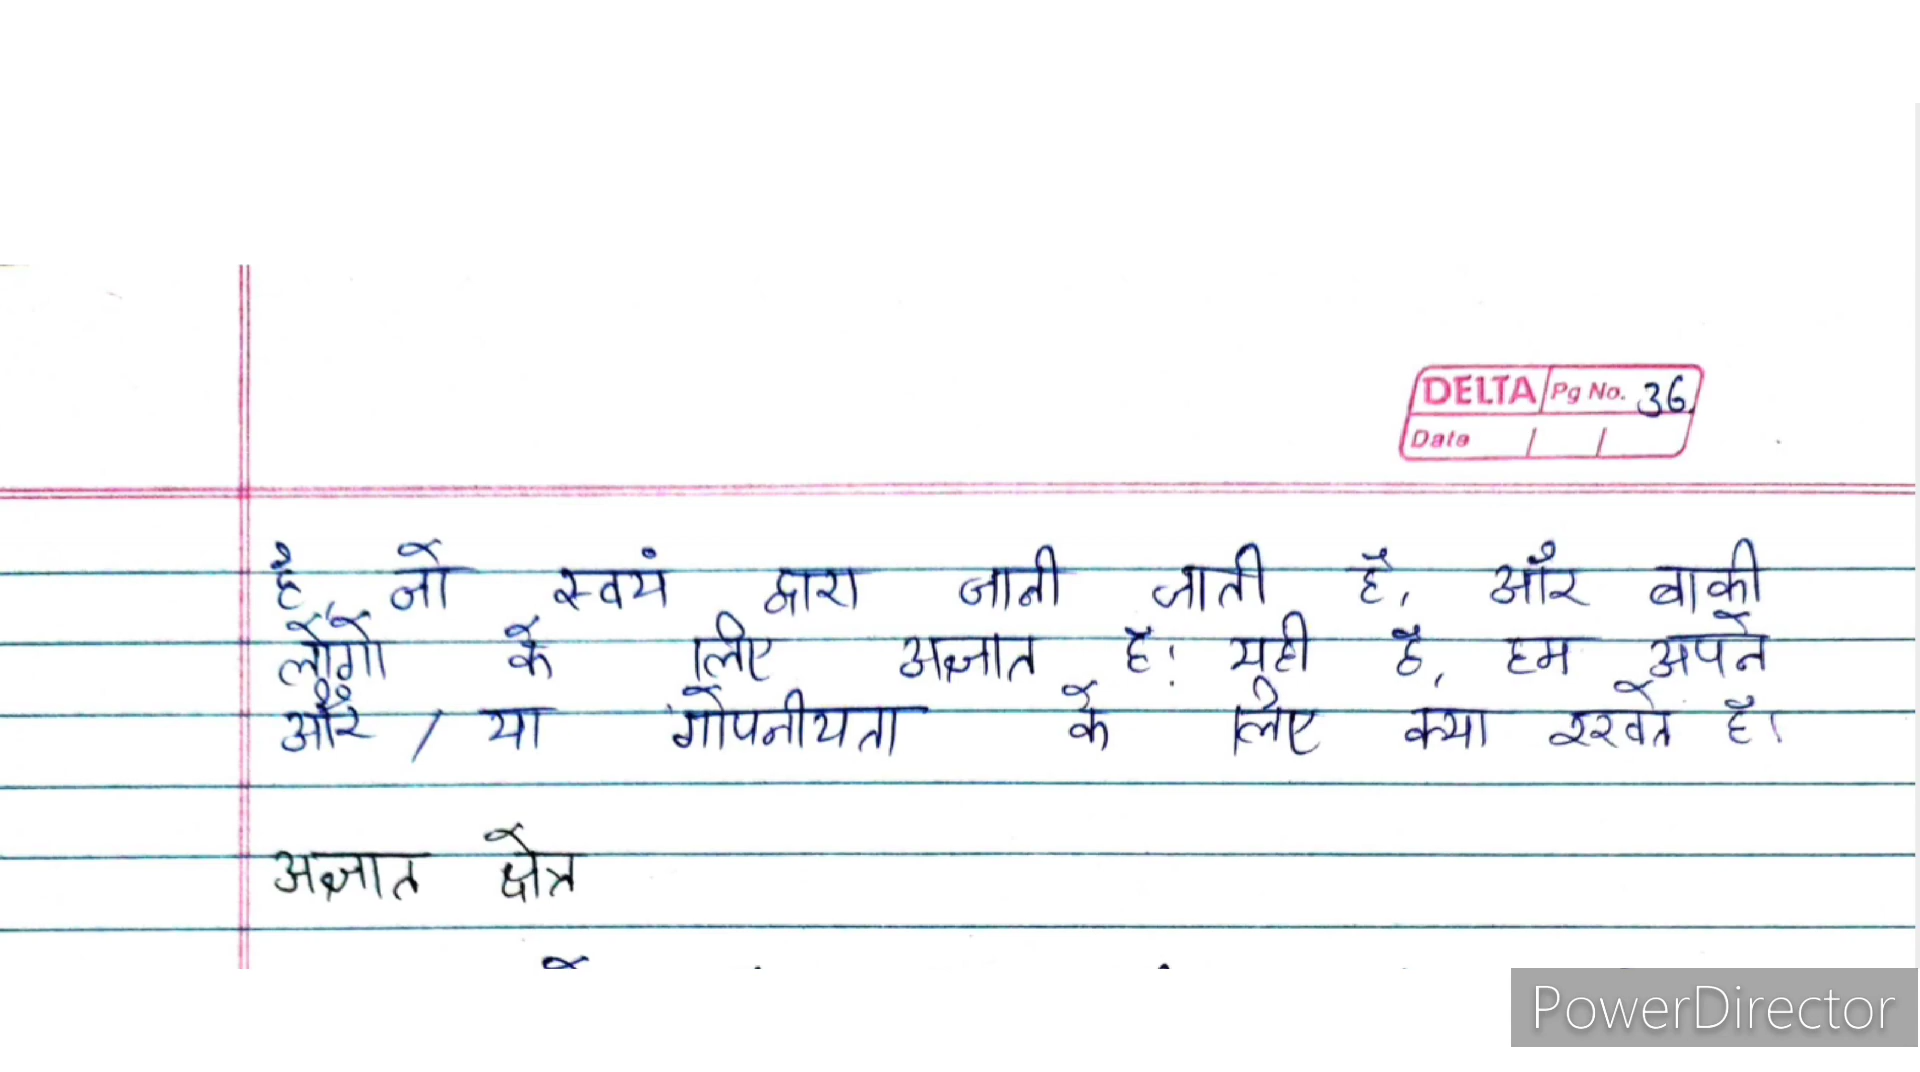 DELTA Pg No. 36
Date / /
है जो स्वयं द्वारा जानी जाती है, और बाकी
लोगों के लिए अज्ञात है! यही है, हम अपने
और / या गोपनीयता के लिए क्या रखते है।
अज्ञात क्षेत्र
PowerDirector